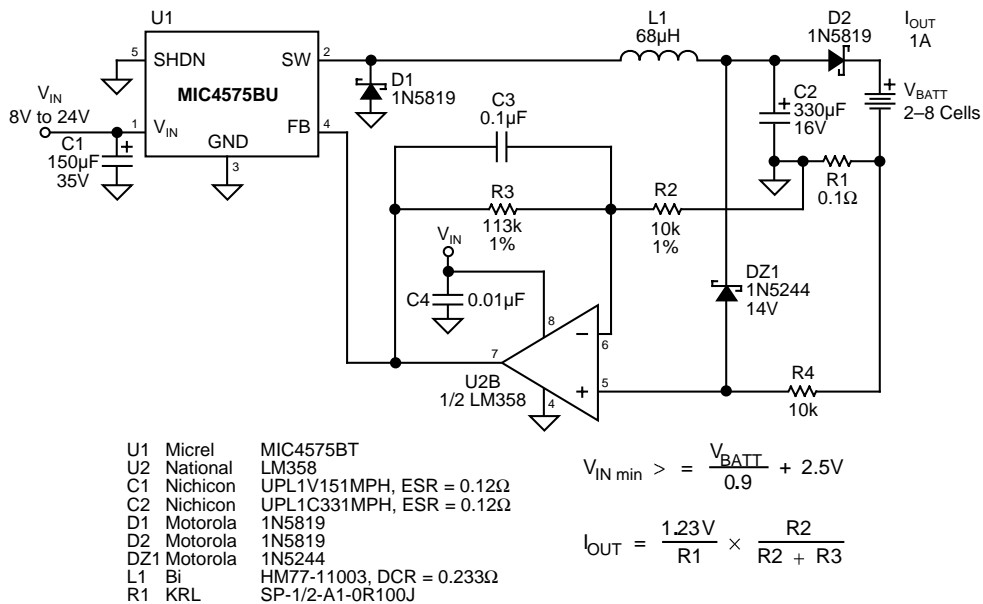 U1
5
SHDN
SW
2
MIC4575BU
V_IN
8V to 24V
1
V_IN
FB
4
GND
3
C1
150µF
35V
+
D1
1N5819
L1
68µH
D2
1N5819
I_OUT
1A
C2
330µF
16V
+
+
V_BATT
2–8 Cells
R1
0.1Ω
C3
0.1µF
R3
113k
1%
R2
10k
1%
V_IN
C4
0.01µF
DZ1
1N5244
14V
8
–
6
7
+
5
4
U2B
1/2 LM358
R4
10k
U1 Micrel MIC4575BT
U2 National LM358
C1 Nichicon UPL1V151MPH, ESR = 0.12Ω
C2 Nichicon UPL1C331MPH, ESR = 0.12Ω
D1 Motorola 1N5819
D2 Motorola 1N5819
DZ1 Motorola 1N5244
L1 Bi HM77-11003, DCR = 0.233Ω
R1 KRL SP-1/2-A1-0R100J
V_IN min > = V_BATT / 0.9 + 2.5V
I_OUT = 1.23V / R1 × R2 / R2 + R3